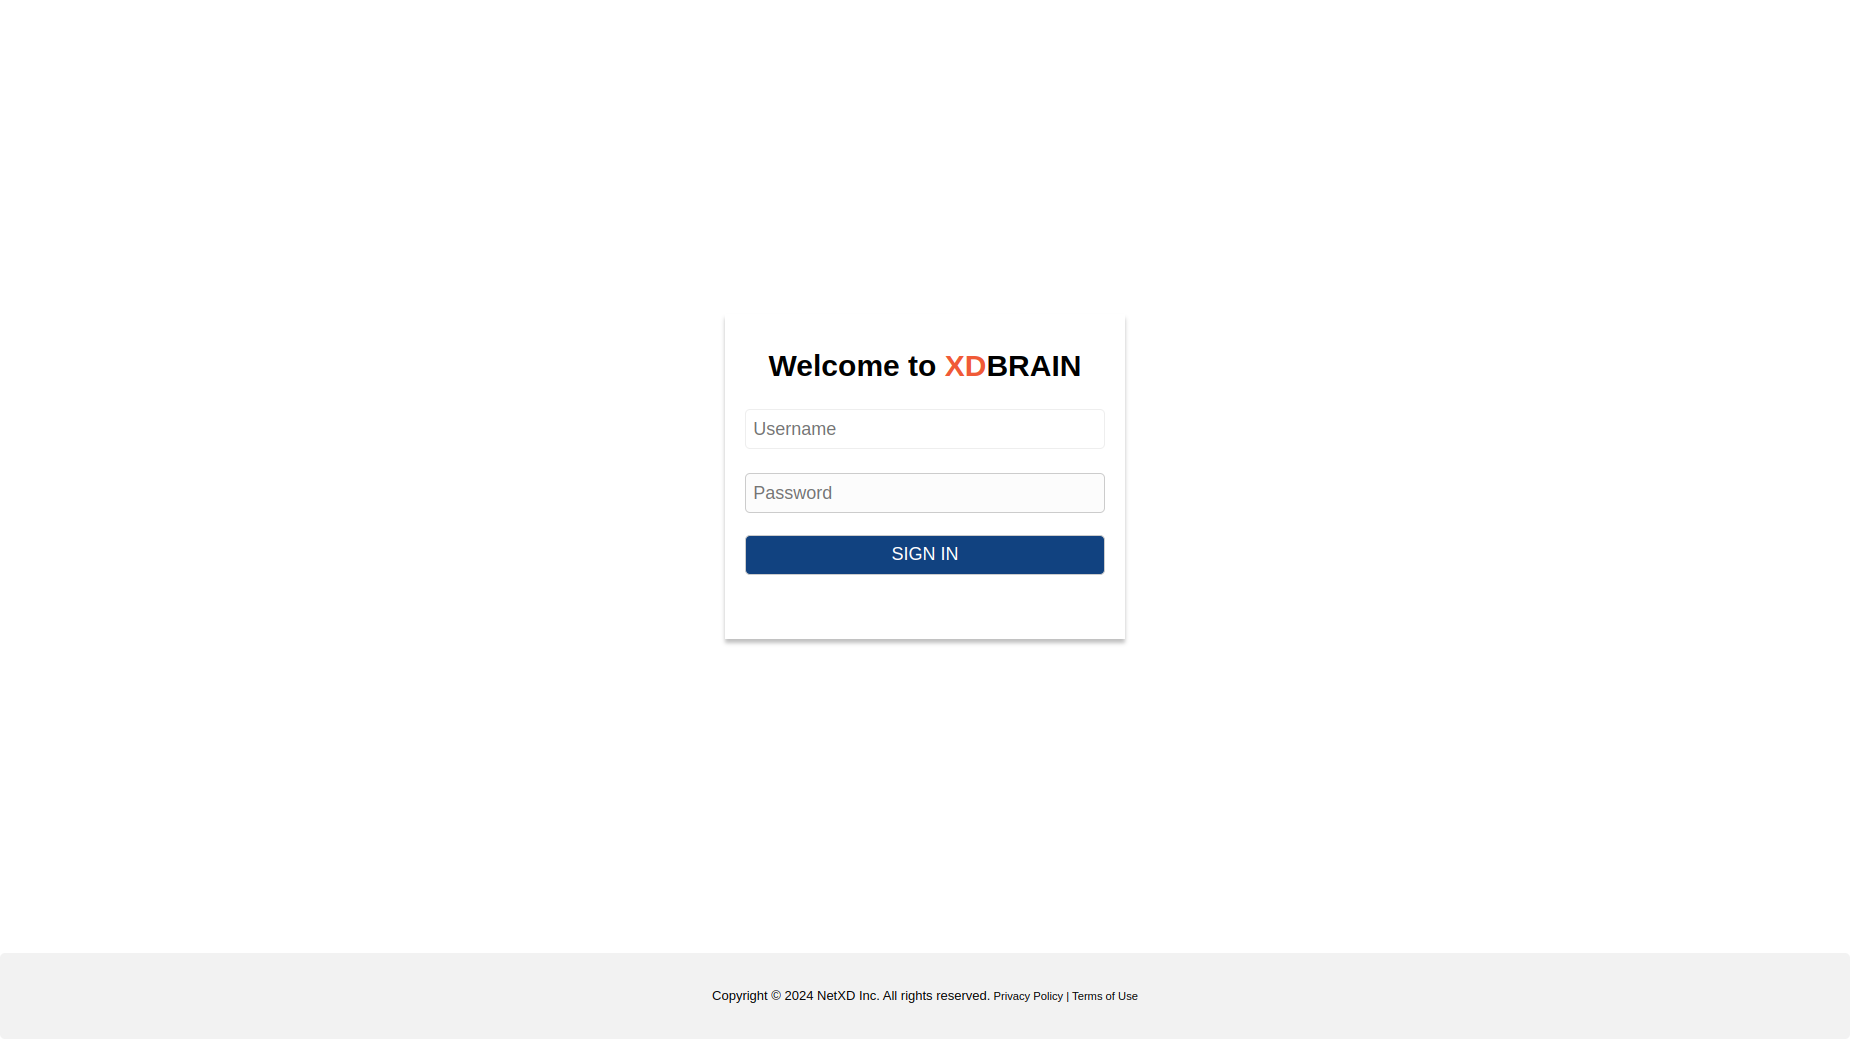 Welcome to XDBRAIN
Username
Password
SIGN IN
Copyright © 2024 NetXD Inc. All rights reserved. Privacy Policy | Terms of Use